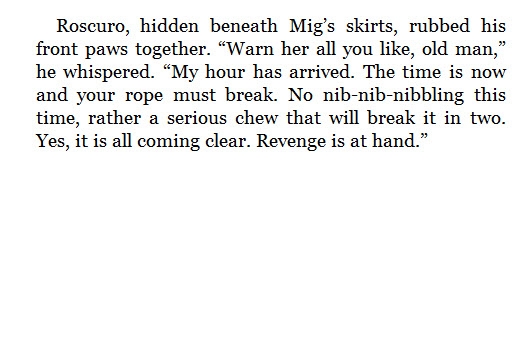 Roscuro, hidden beneath Mig’s skirts, rubbed his
front paws together. “Warn her all you like, old man,”
he whispered. “My hour has arrived. The time is now
and your rope must break. No nib-nib-nibbling this
time, rather a serious chew that will break it in two.
Yes, it is all coming clear. Revenge is at hand.”